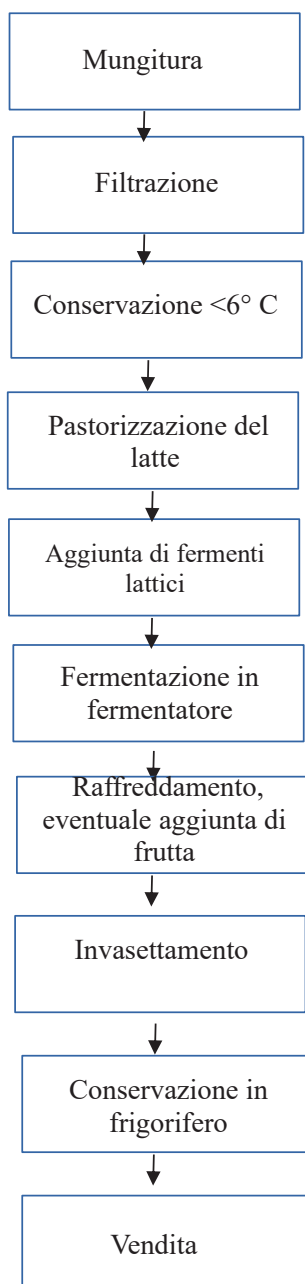 Mungitura
Filtrazione
Conservazione <6° C
Pastorizzazione del
latte
Aggiunta di fermenti
lattici
Fermentazione in
fermentatore
Raffreddamento,
eventuale aggiunta di
frutta
Invasettamento
Conservazione in
frigorifero
Vendita